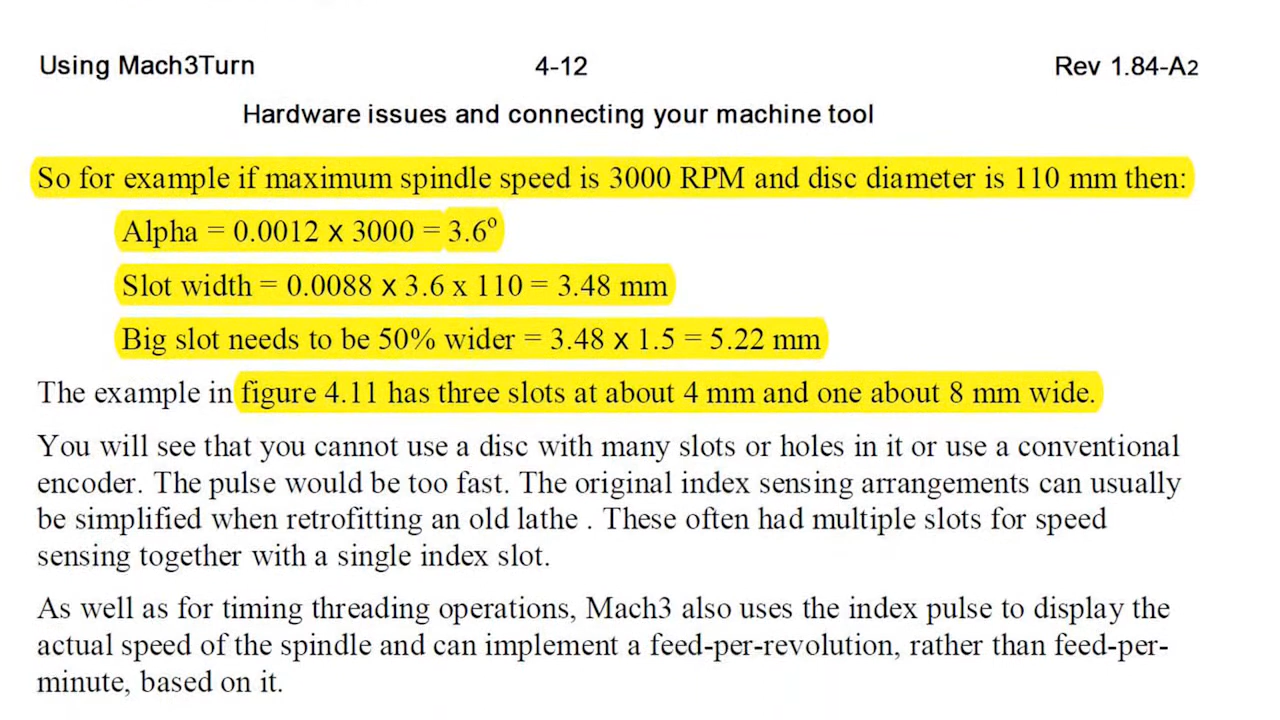 Using Mach3Turn 4-12 Rev 1.84-A2
Hardware issues and connecting your machine tool
So for example if maximum spindle speed is 3000 RPM and disc diameter is 110 mm then:
Alpha = 0.0012 x 3000 = 3.6º
Slot width = 0.0088 x 3.6 x 110 = 3.48 mm
Big slot needs to be 50% wider = 3.48 x 1.5 = 5.22 mm
The example in figure 4.11 has three slots at about 4 mm and one about 8 mm wide.
You will see that you cannot use a disc with many slots or holes in it or use a conventional
encoder. The pulse would be too fast. The original index sensing arrangements can usually
be simplified when retrofitting an old lathe . These often had multiple slots for speed
sensing together with a single index slot.
As well as for timing threading operations, Mach3 also uses the index pulse to display the
actual speed of the spindle and can implement a feed-per-revolution, rather than feed-per-
minute, based on it.